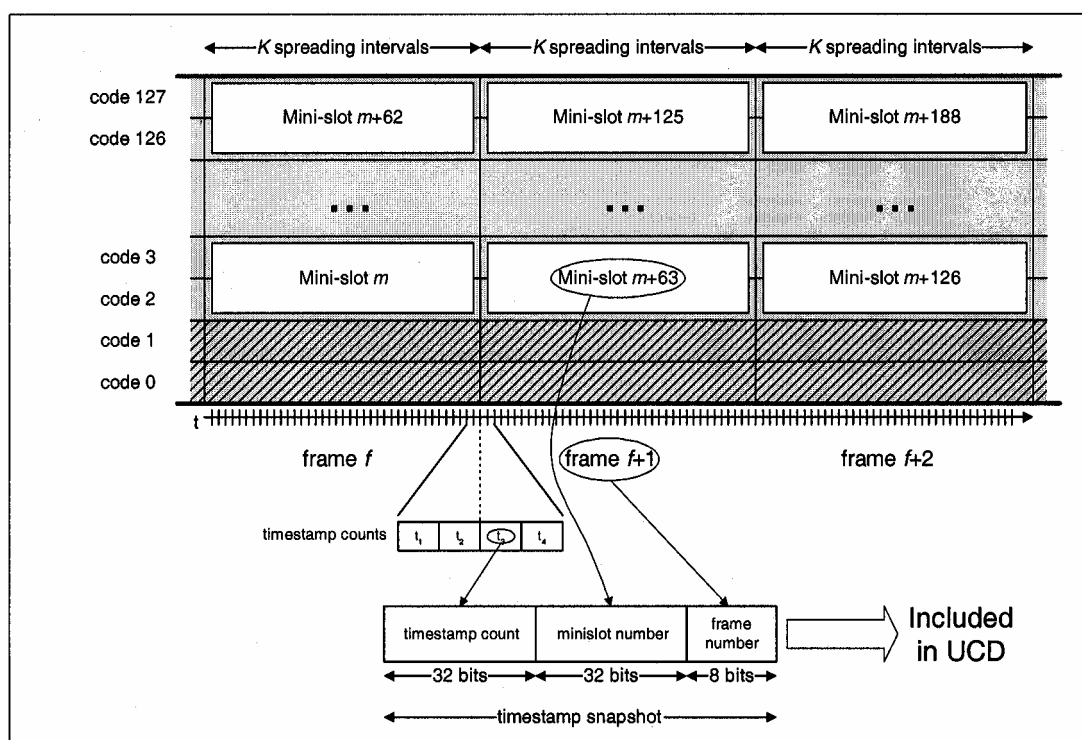 K spreading intervals K spreading intervals K spreading intervals
code 127
code 126
Mini-slot m+62 Mini-slot m+125 Mini-slot m+188
... ... ...
code 3
code 2
Mini-slot m Mini-slot m+63 Mini-slot m+126
code 1
code 0
t
frame f frame f+1 frame f+2
timestamp counts t1 t2 t3 t4
timestamp count minislot number frame number
Included in UCD
32 bits 32 bits 8 bits
timestamp snapshot